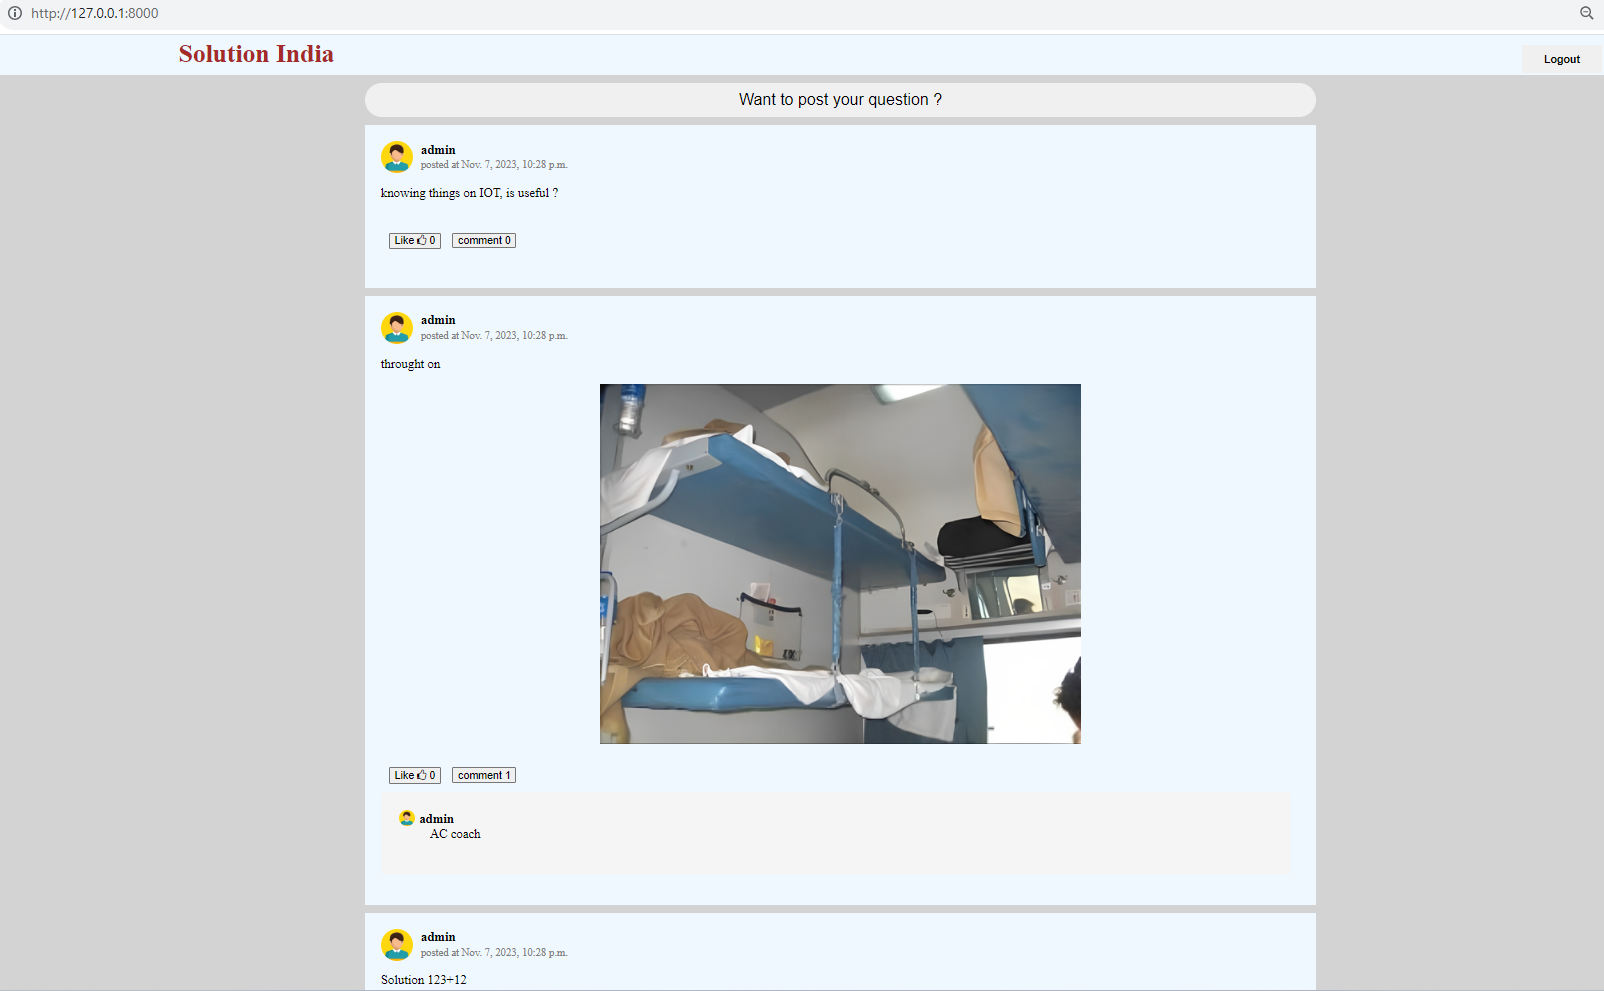 http://127.0.0.1:8000
Solution India
Logout
Want to post your question ?
admin
posted at Nov. 7, 2023, 10:28 p.m.
knowing things on IOT, is useful ?
Like 0 comment 0
admin
posted at Nov. 7, 2023, 10:28 p.m.
throught on
Like 0 comment 1
admin
AC coach
admin
posted at Nov. 7, 2023, 10:28 p.m.
Solution 123+12